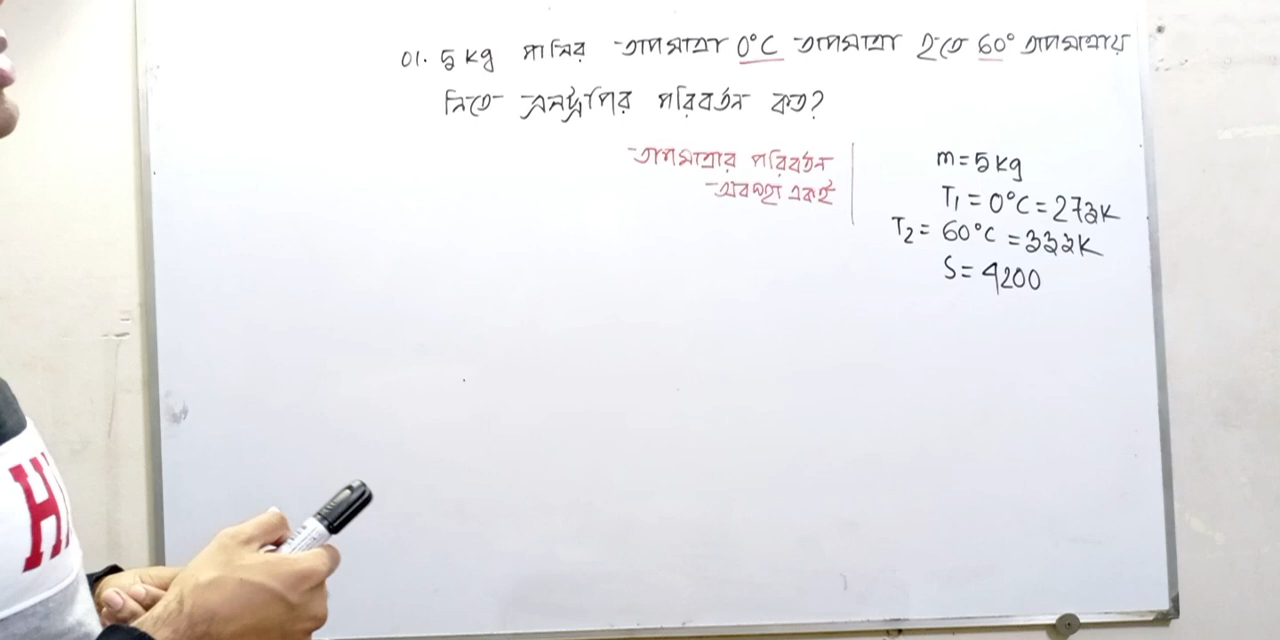 01. 5 kg পানির তাপমাত্রা 0°C তাপমাত্রা হতে 60° তাপমাত্রায়
নিতে এনট্রপির পরিবর্তন কত?
তাপমাত্রার পরিবর্তন
অবস্থা একই
m = 5 kg
T₁ = 0°C = 273K
T₂ = 60°C = 333K
S = 4200
H